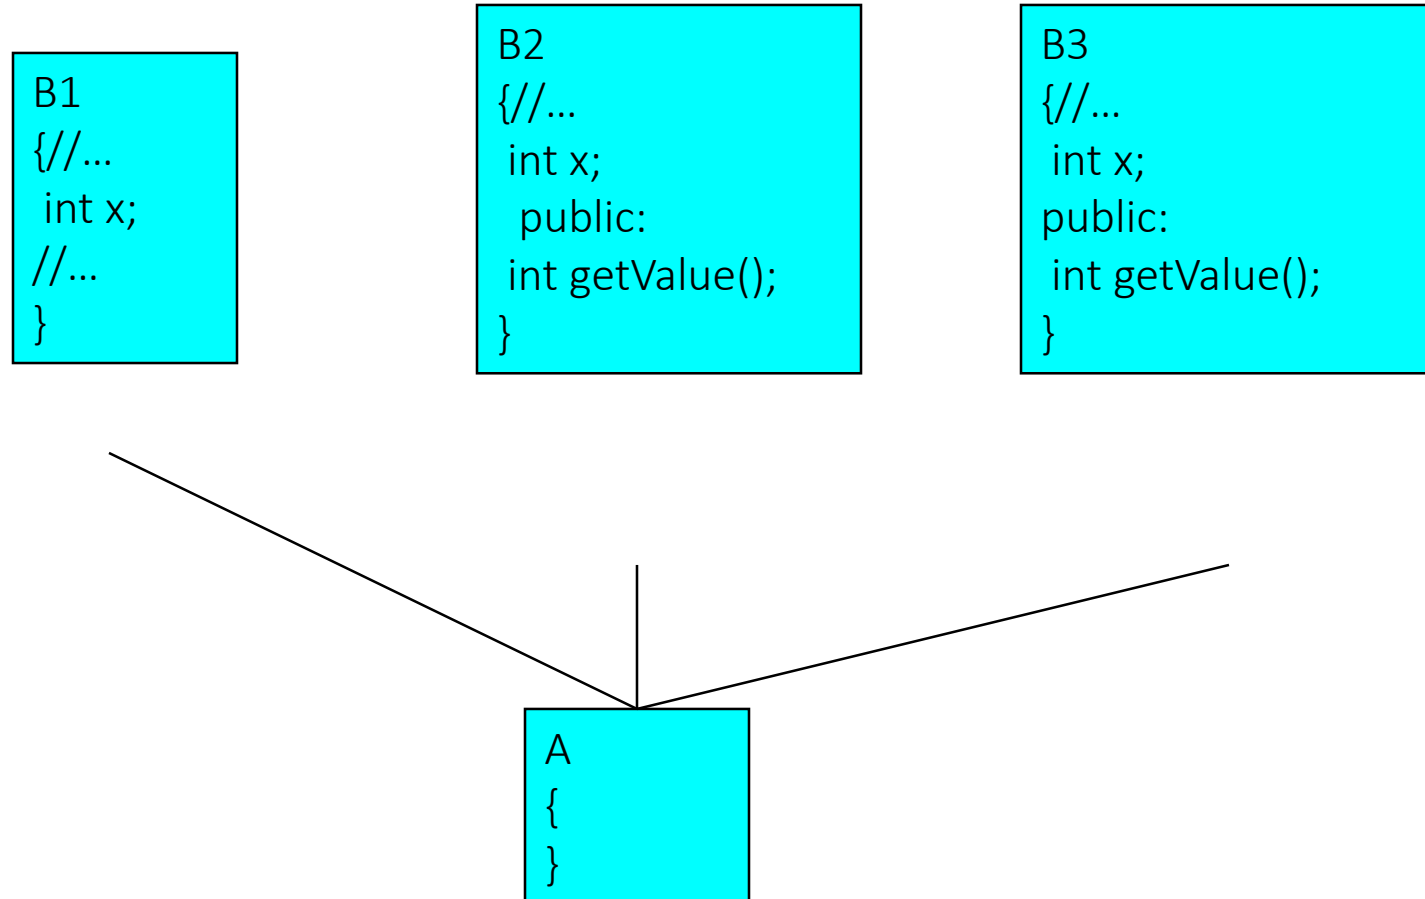 B1
{//...
int x;
//...
}
B2
{//...
int x;
public:
int getValue();
}
B3
{//...
int x;
public:
int getValue();
}
A
{
}